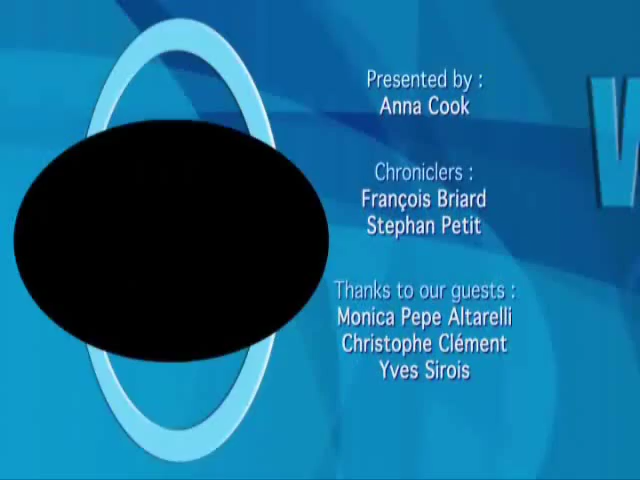 Presented by :
Anna Cook
Chroniclers :
François Briard
Stephan Petit
Thanks to our guests :
Monica Pepe Altarelli
Christophe Clément
Yves Sirois